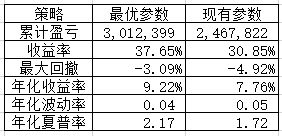 策略 最优参数 现有参数
累计盈亏 3,012,399 2,467,822
收益率 37.65% 30.85%
最大回撤 -3.09% -4.92%
年化收益率 9.22% 7.76%
年化波动率 0.04 0.05
年化夏普率 2.17 1.72